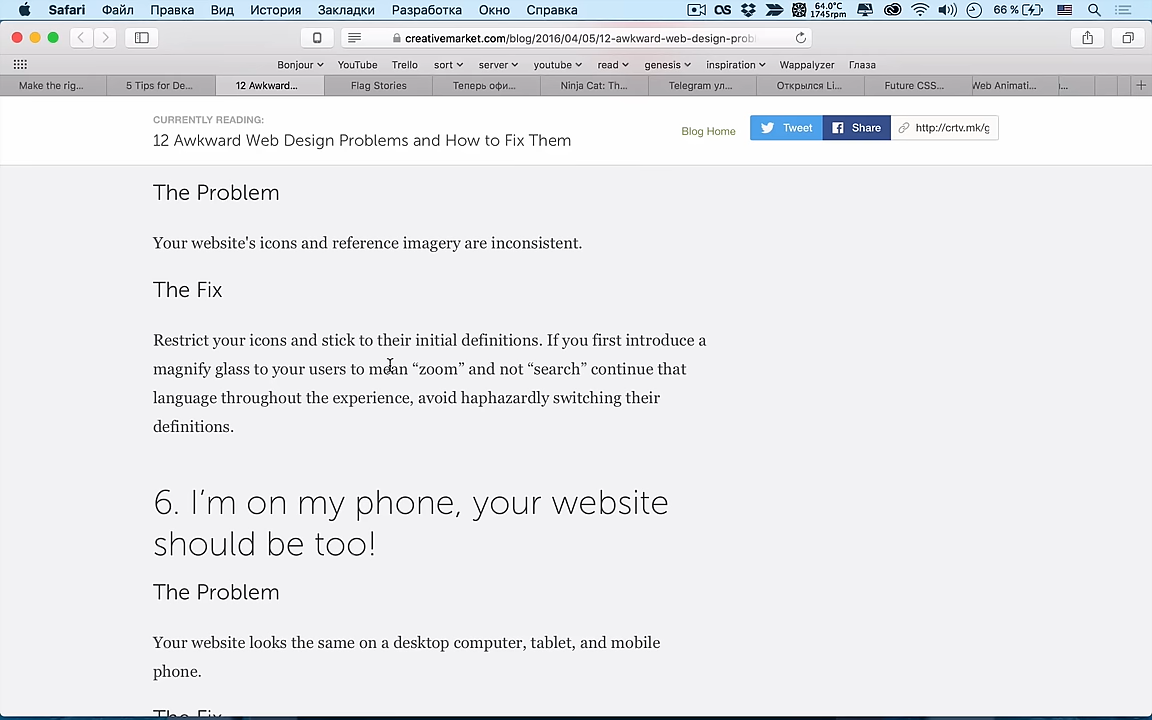 Safari Файл Правка Вид История Закладки Разработка Окно Справка 64.0°C 1745rpm 66 %
creativemarket.com/blog/2016/04/05/12-awkward-web-design-prob
Bonjour YouTube Trello sort server youtube read genesis inspiration Wappalyzer Глаза
Make the rig... 5 Tips for De... 12 Awkward... Flag Stories Теперь офи... Ninja Cat: Th... Telegram ул... Открылся Li... Future CSS... Web Animati... ...
CURRENTLY READING:
12 Awkward Web Design Problems and How to Fix Them
Blog Home Tweet Share http://crtv.mk/g
The Problem
Your website's icons and reference imagery are inconsistent.
The Fix
Restrict your icons and stick to their initial definitions. If you first introduce a
magnify glass to your users to mean “zoom” and not “search” continue that
language throughout the experience, avoid haphazardly switching their
definitions.
6. I’m on my phone, your website
should be too!
The Problem
Your website looks the same on a desktop computer, tablet, and mobile
phone.
The Fix